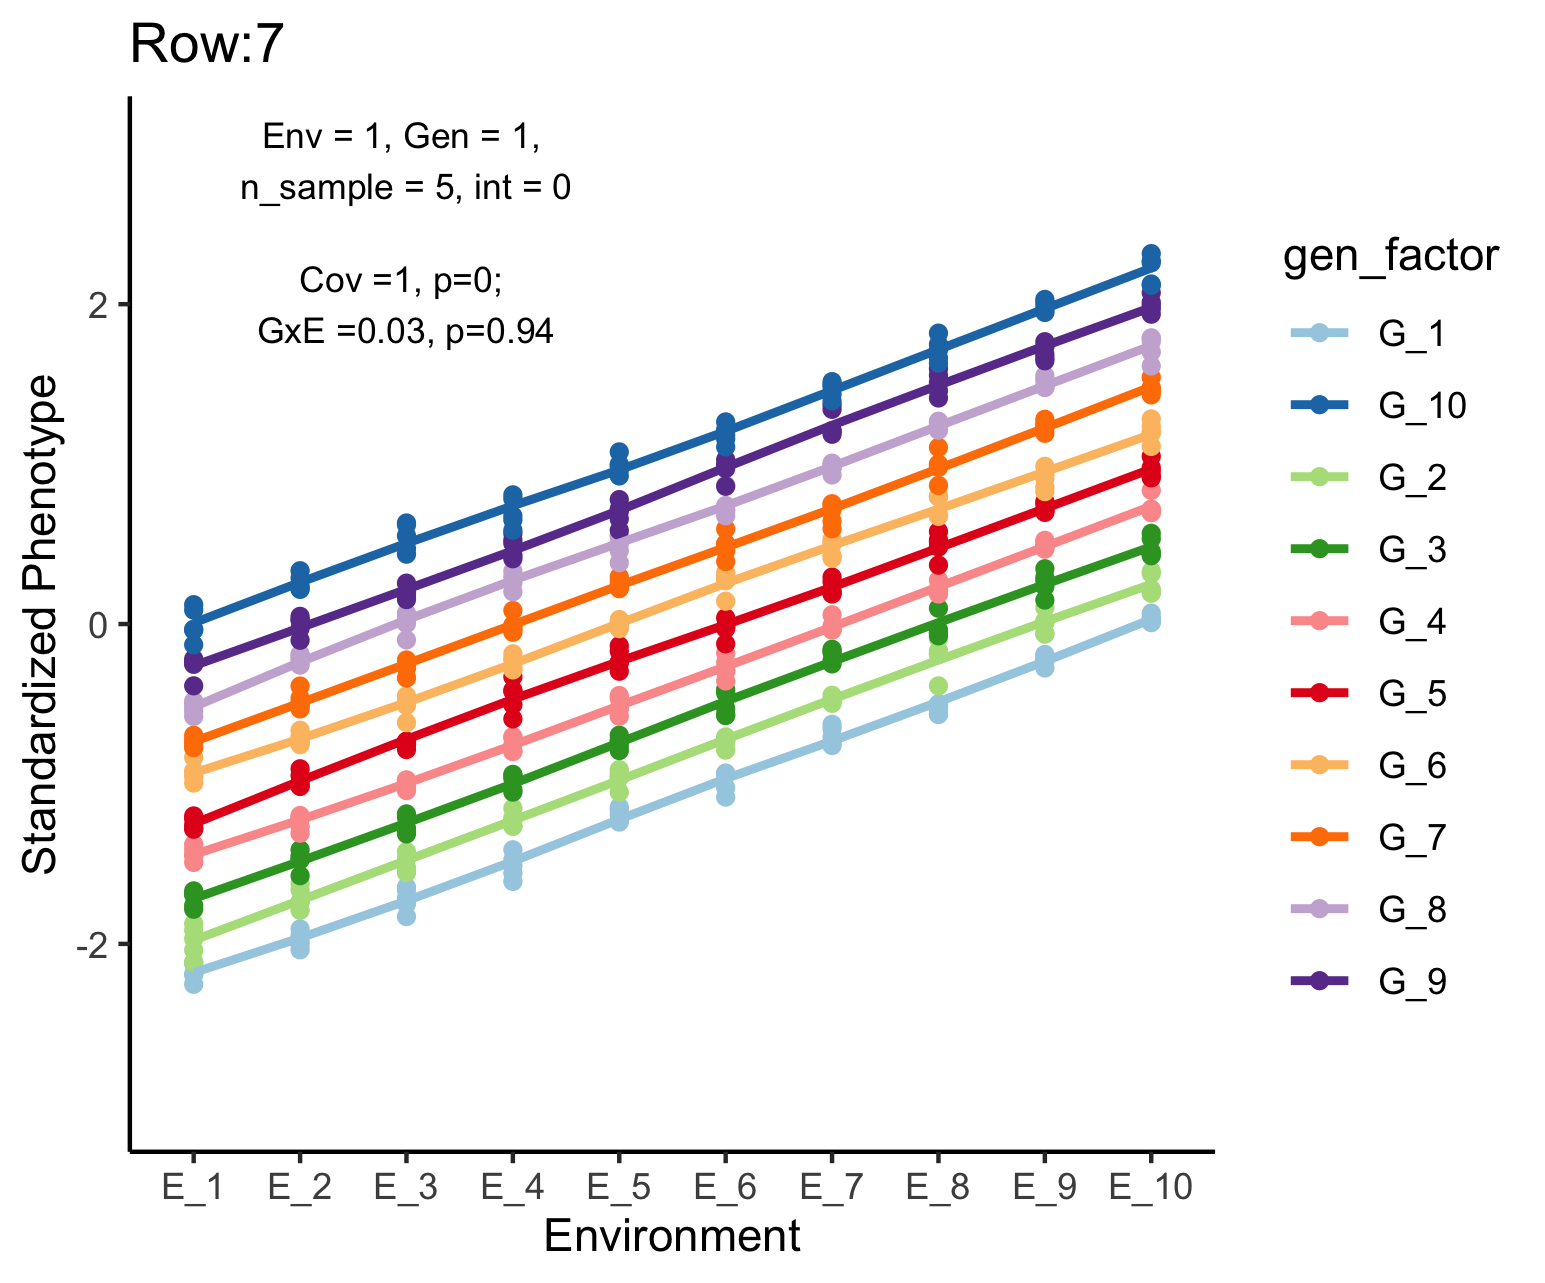 Row:7
Env = 1, Gen = 1,
n_sample = 5, int = 0
Cov =1, p=0;
GxE =0.03, p=0.94
Standardized Phenotype
2
0
-2
E_1 E_2 E_3 E_4 E_5 E_6 E_7 E_8 E_9 E_10
Environment
gen_factor
G_1
G_10
G_2
G_3
G_4
G_5
G_6
G_7
G_8
G_9